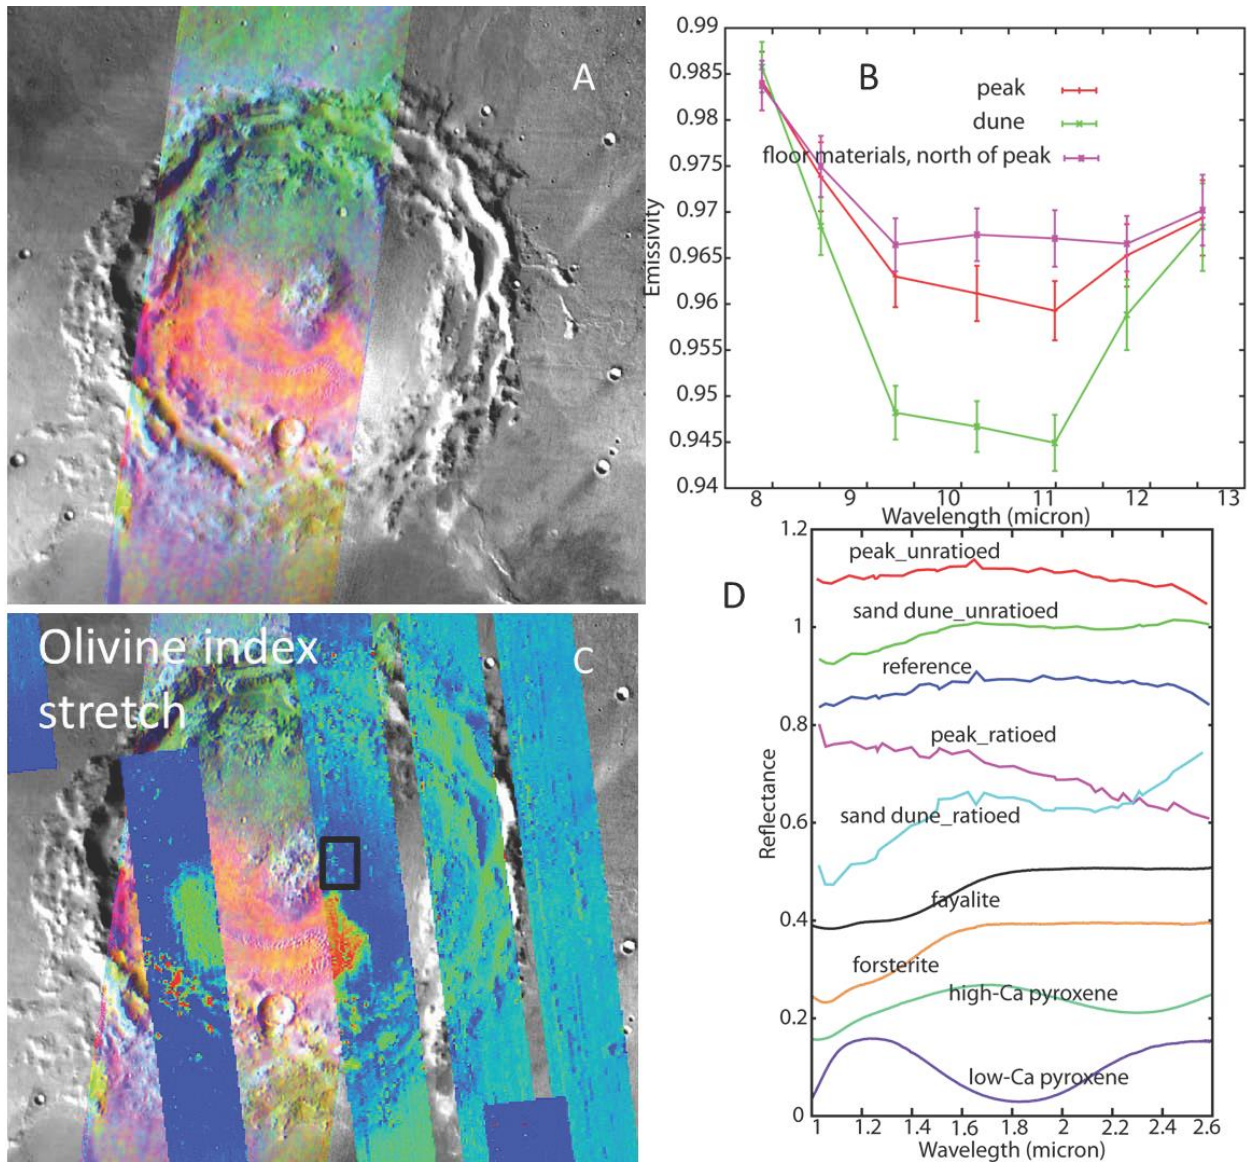 A
0.99
0.985
0.98
0.975
0.97
0.965
0.96
0.955
0.95
0.945
0.94
Emissivity
B
peak
dune
floor materials, north of peak
8
9
10
11
12
13
Wavelength (micron)
Olivine index
stretch
C
D
1.2
1
0.8
0.6
0.4
0.2
0
Reflectance
peak_unratioed
sand dune_unratioed
reference
peak_ratioed
sand dune_ratioed
fayalite
forsterite
high-Ca pyroxene
low-Ca pyroxene
1
1.2
1.4
1.6
1.8
2
2.2
2.4
2.6
Wavelegth (micron)